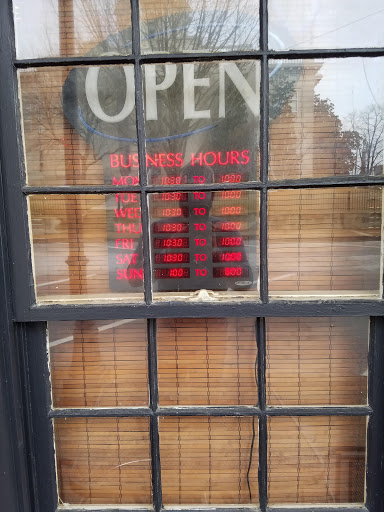 OPEN
BUSINESS HOURS
MON 1030 TO 1000
TUE 1030 TO 1000
WED 1030 TO 1000
THU 1030 TO 1000
FRI 1030 TO 1000
SAT 1030 TO 1000
SUN 100 TO